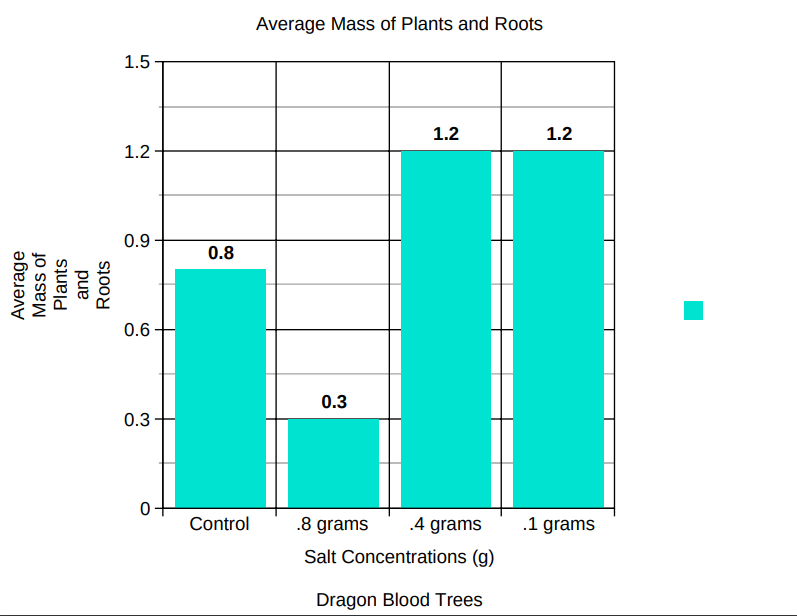 Average Mass of Plants and Roots
1.5
1.2
0.9
0.6
0.3
0
Average
Mass of
Plants
and
Roots
0.8
0.3
1.2
1.2
Control
.8 grams
.4 grams
.1 grams
Salt Concentrations (g)
Dragon Blood Trees